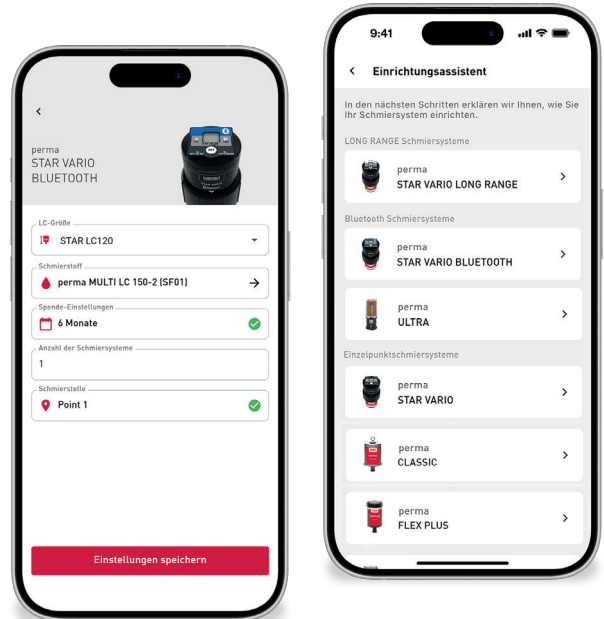 perma
STAR VARIO
BLUETOOTH
LC-Größe
STAR LC120
Schmierstoff
perma MULTI LC 150-2 (SF01)
Spende-Einstellungen
6 Monate
Anzahl der Schmiersysteme
1
Schmierstelle
Point 1
Einstellungen speichern
9:41
Einrichtungsassistent
In den nächsten Schritten erklären wir Ihnen, wie Sie
Ihr Schmiersystem einrichten.
LONG RANGE Schmiersysteme
perma
STAR VARIO LONG RANGE
Bluetooth Schmiersysteme
perma
STAR VARIO BLUETOOTH
perma
ULTRA
Einzelpunktschmiersysteme
perma
STAR VARIO
perma
CLASSIC
perma
FLEX PLUS